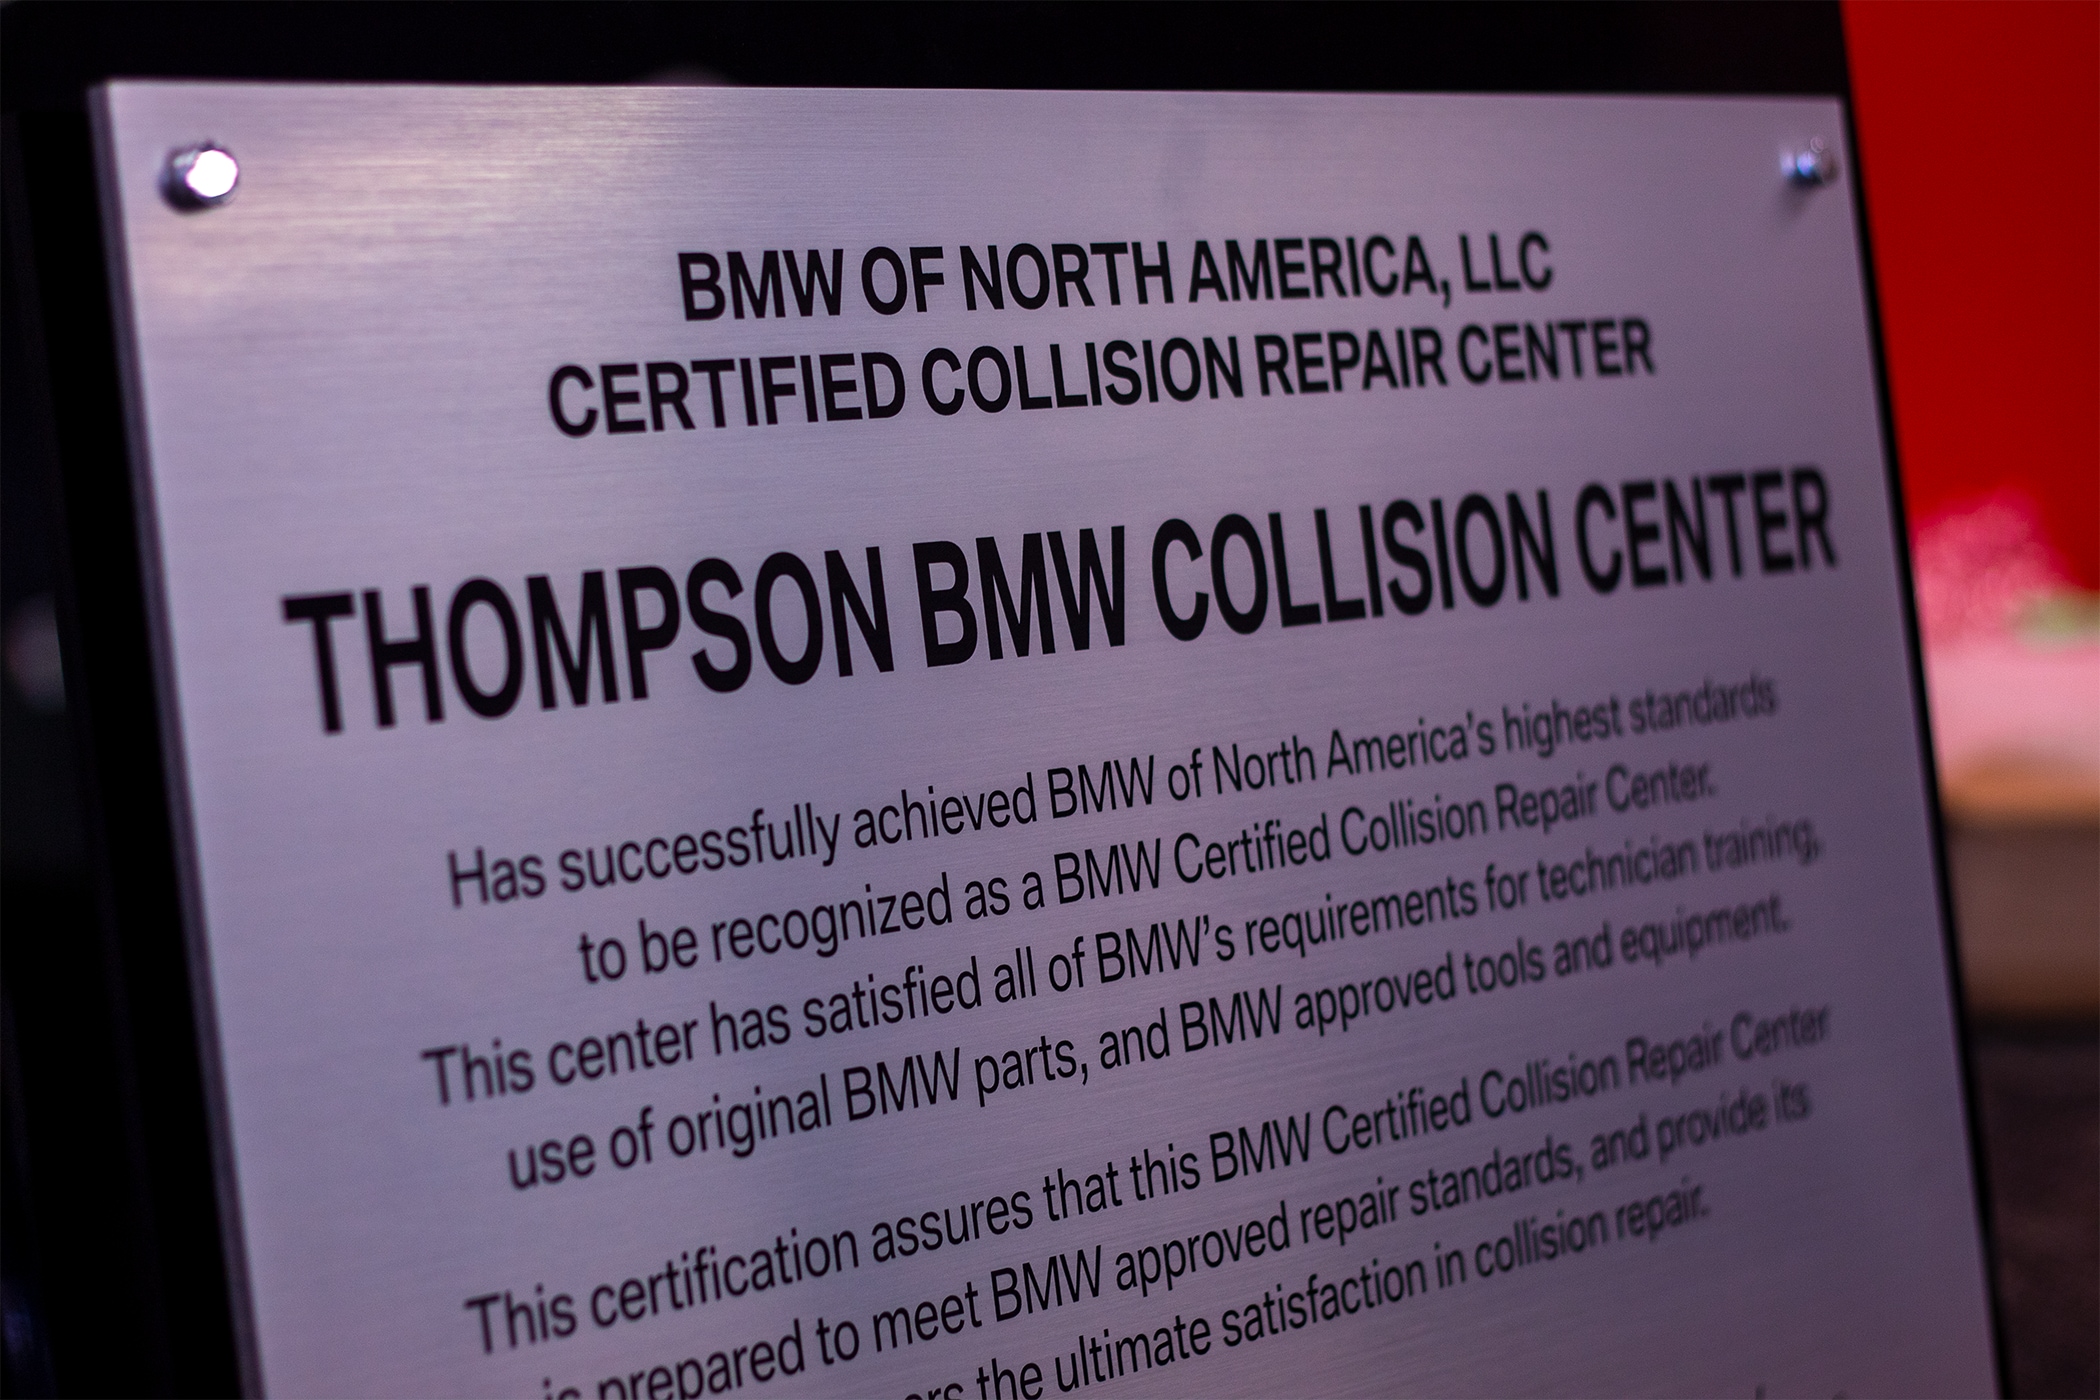 BMW OF NORTH AMERICA, LLC
CERTIFIED COLLISION REPAIR CENTER
THOMPSON BMW COLLISION CENTER
Has successfully achieved BMW of North America’s highest standards
to be recognized as a BMW Certified Collision Repair Center.
This center has satisfied all of BMW’s requirements for technician training,
use of original BMW parts, and BMW approved tools and equipment.
This certification assures that this BMW Certified Collision Repair Center
is prepared to meet BMW approved repair standards, and provide its
the ultimate satisfaction in collision repair.